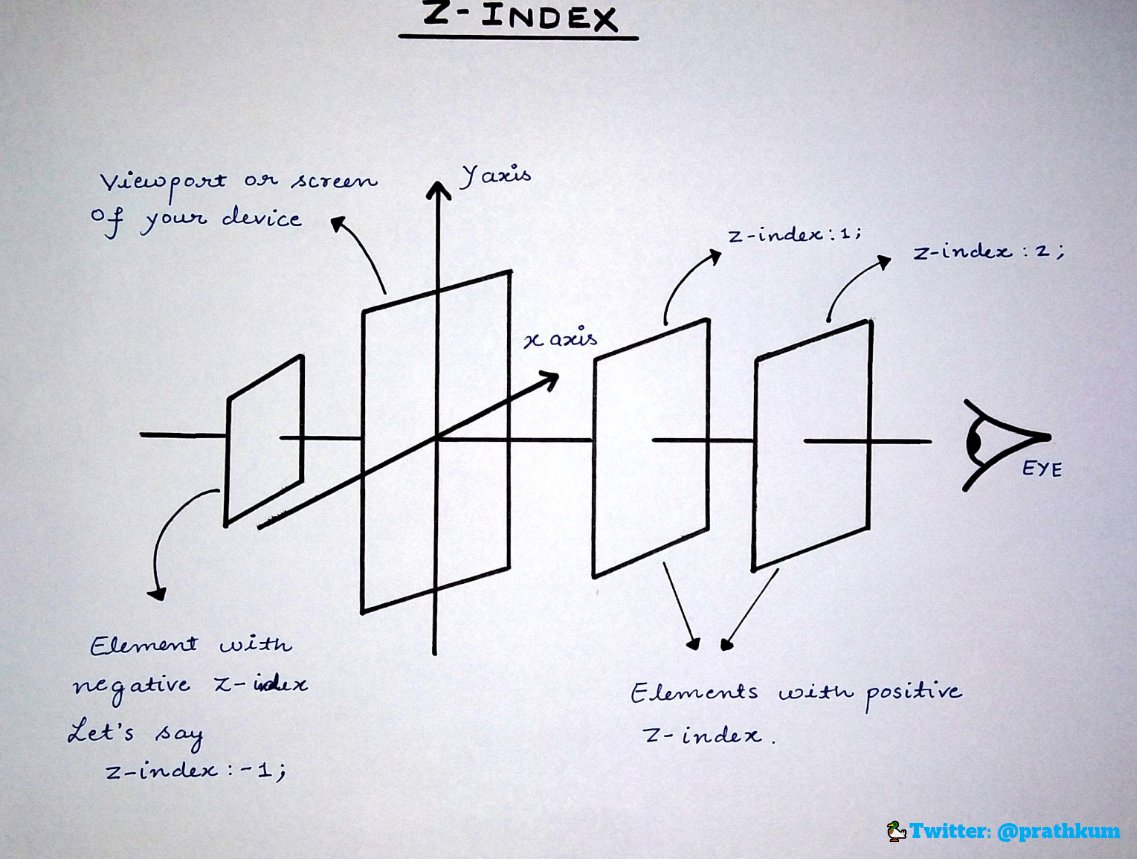 Z-INDEX
Viewport or screen
of your device
y axis
z-index:1;
z-index:2;
x axis
EYE
Element with
negative z-index
Let's say
z-index:-1;
Elements with positive
z-index.
Twitter: @prathkum